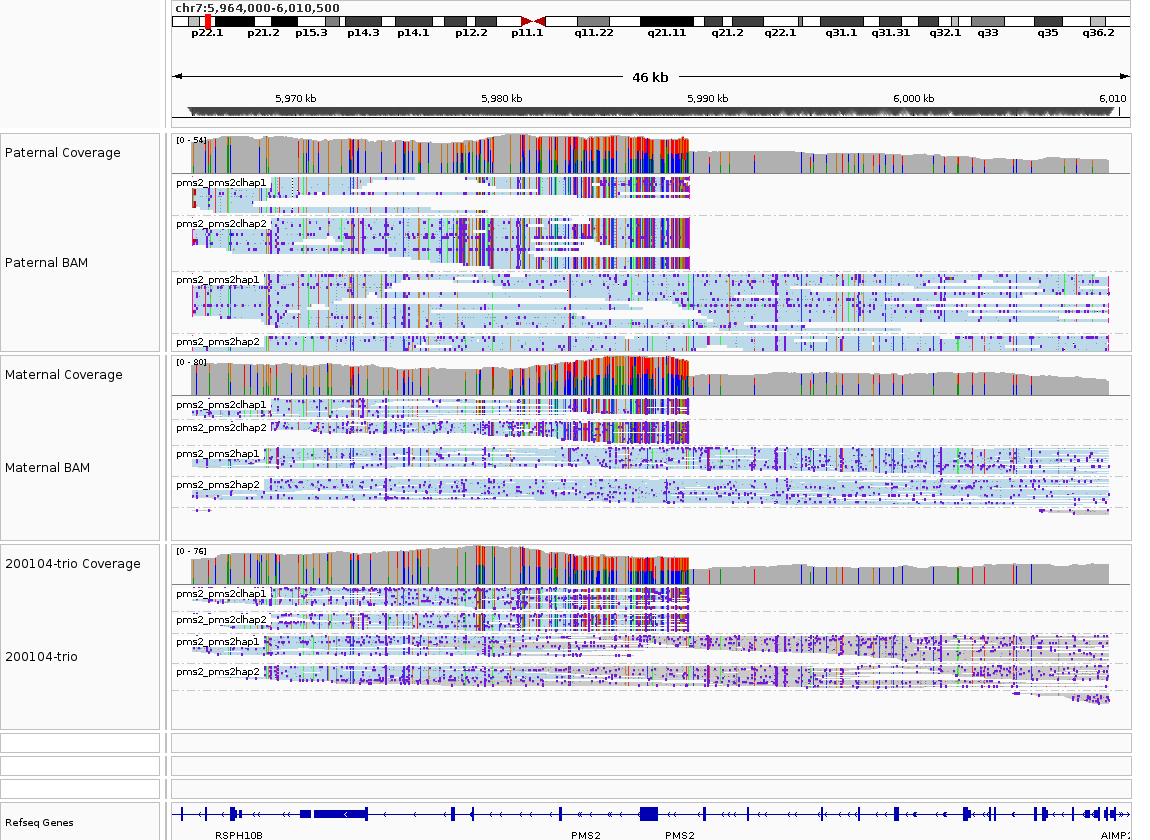 chr7:5,964,000-6,010,500
p22.1 p21.2 p15.3 p14.3 p14.1 p12.2 p11.1 q11.22 q21.11 q21.2 q22.1 q31.1 q31.31 q32.1 q33 q35 q36.2
46 kb
5,970 kb 5,980 kb 5,990 kb 6,000 kb 6,010
Paternal Coverage
[0 - 54]
pms2_pms2clhap1
pms2_pms2clhap2
Paternal BAM
pms2_pms2hap1
pms2_pms2hap2
Maternal Coverage
[0 - 80]
pms2_pms2clhap1
pms2_pms2clhap2
pms2_pms2hap1
Maternal BAM
pms2_pms2hap2
200104-trio Coverage
[0 - 76]
pms2_pms2clhap1
pms2_pms2clhap2
pms2_pms2hap1
200104-trio
pms2_pms2hap2
Refseq Genes
RSPH10B PMS2 PMS2